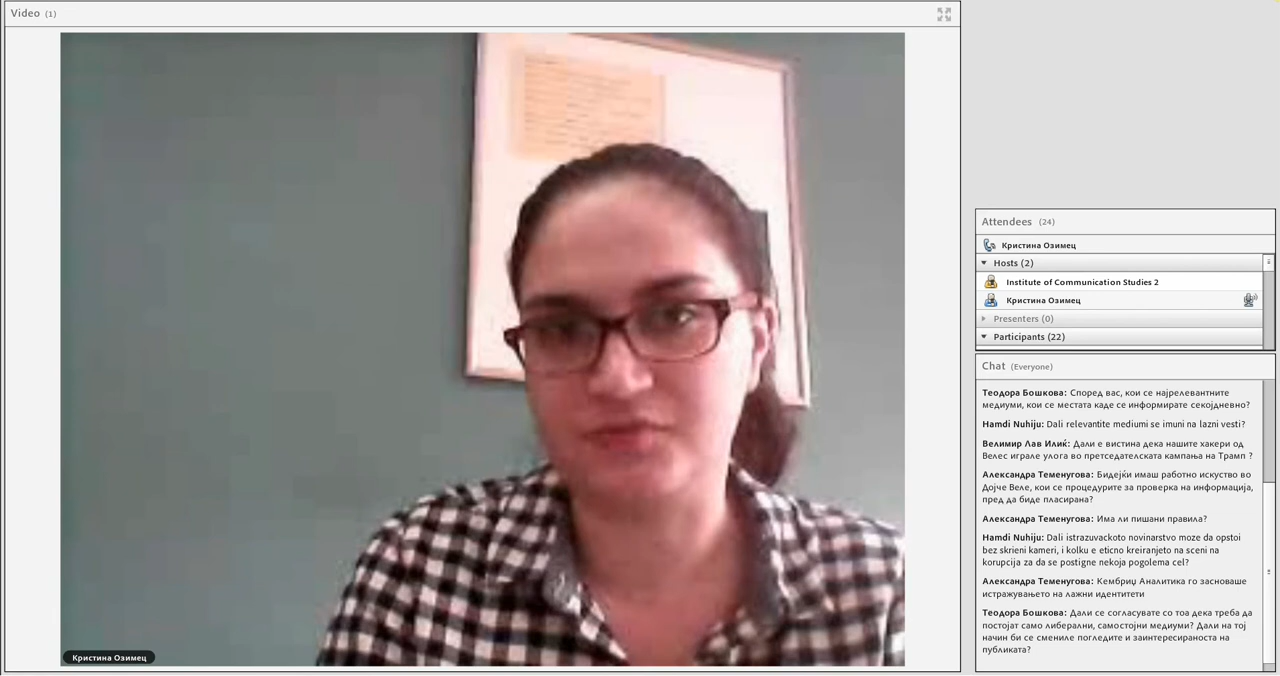 Video (1)
Кристина Озимец
Attendees (24)
Кристина Озимец
Hosts (2)
Institute of Communication Studies 2
Кристина Озимец
Presenters (0)
Participants (22)
Chat (Everyone)
Теодора Бошкова: Според вас, кои се најрелевантните
медиуми, кои се местата каде се информирате секојдневно?
Hamdi Nuhiju: Dali relevantite mediumi se imuni na lazni vesti?
Велимир Лав Илиќ: Дали е вистина дека нашите хакери од
Велес играле улога во претседателската кампања на Трамп ?
Александра Теменугова: Бидејќи имаш работно искуство во
Дојче Веле, кои се процедурите за проверка на информација,
пред да биде пласирана?
Александра Теменугова: Има ли пишани правила?
Hamdi Nuhiju: Dali istrazuvackoto novinarstvo moze da opstoi
bez skrieni kameri, i kolku e eticno kreiranjeto na sceni na
korupcija za da se postigne nekoja pogolema cel?
Александра Теменугова: Кембриџ Аналитика го засноваше
истражувањето на лажни идентитети
Теодора Бошкова: Дали се согласувате со тоа дека треба да
постојат само либерални, самостојни медиуми? Дали на тој
начин би се смениле погледите и заинтересираноста на
публиката?